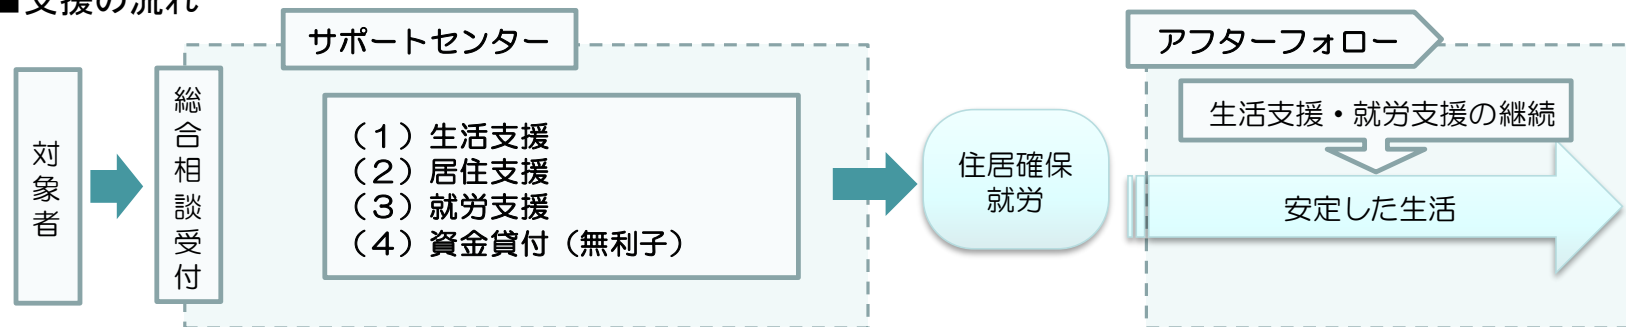 ■支援の流れ
サポートセンター
アフターフォロー
対象者
総合相談受付
（１）生活支援
（２）居住支援
（３）就労支援
（４）資金貸付（無利子）
住居確保
就労
生活支援・就労支援の継続
安定した生活